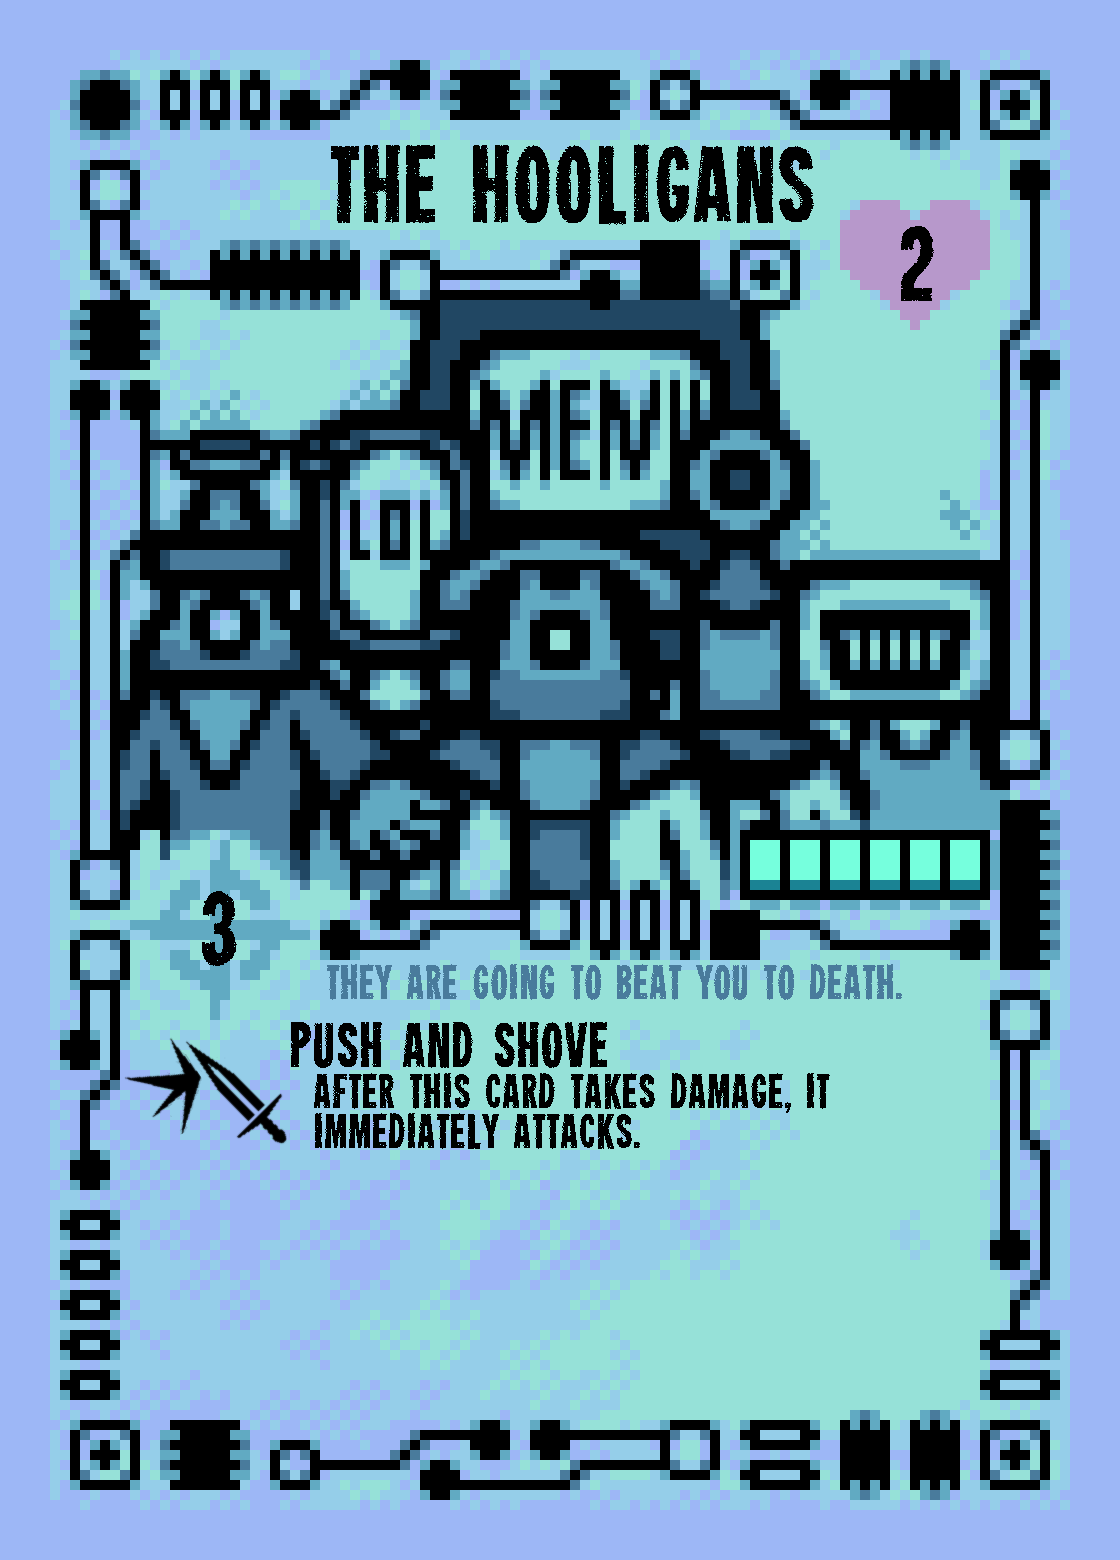 THE HOOLIGANS
2
MENU
LOL
3
THEY ARE GOING TO BEAT YOU TO DEATH.
PUSH AND SHOVE
AFTER THIS CARD TAKES DAMAGE, IT
IMMEDIATELY ATTACKS.